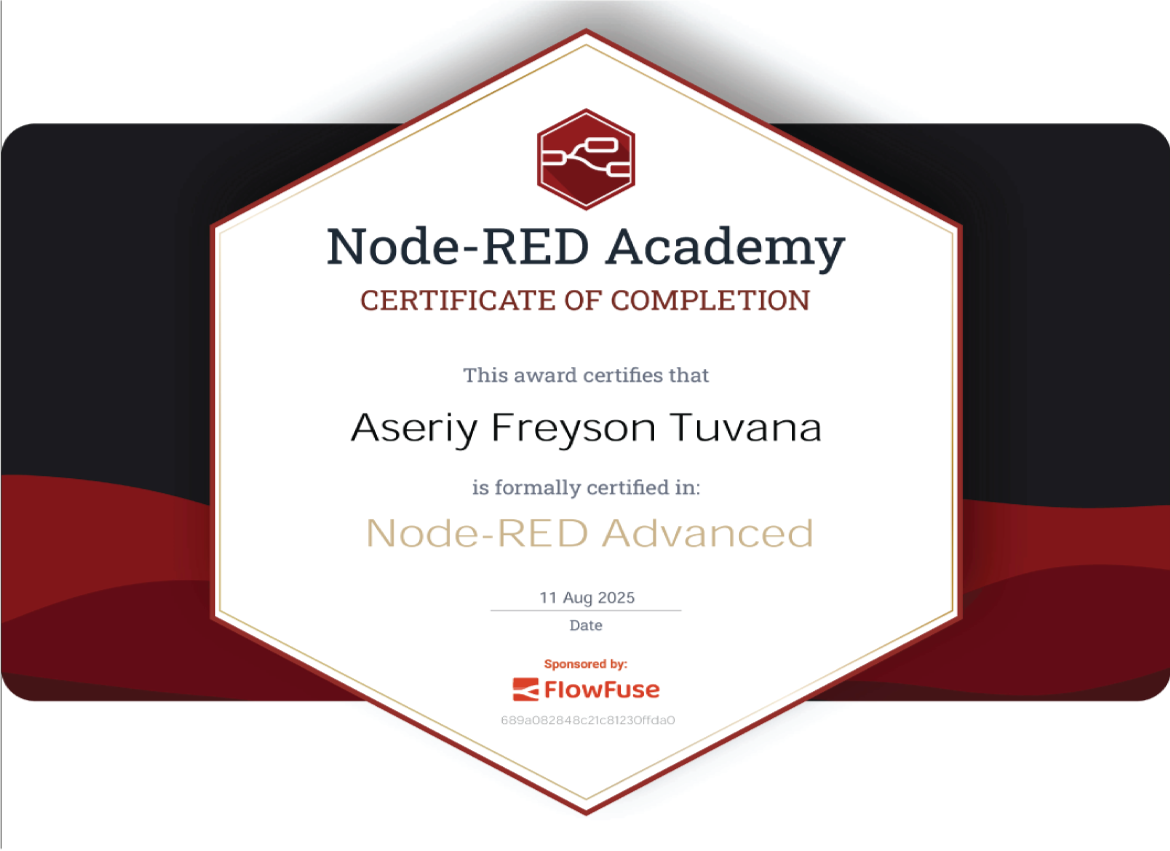 Node-RED Academy
CERTIFICATE OF COMPLETION
This award certifies that
Aseriy Freyson Tuvana
is formally certified in:
Node-RED Advanced
11 Aug 2025
Date
Sponsored by:
FlowFuse
689a082848c21c81230ffda0